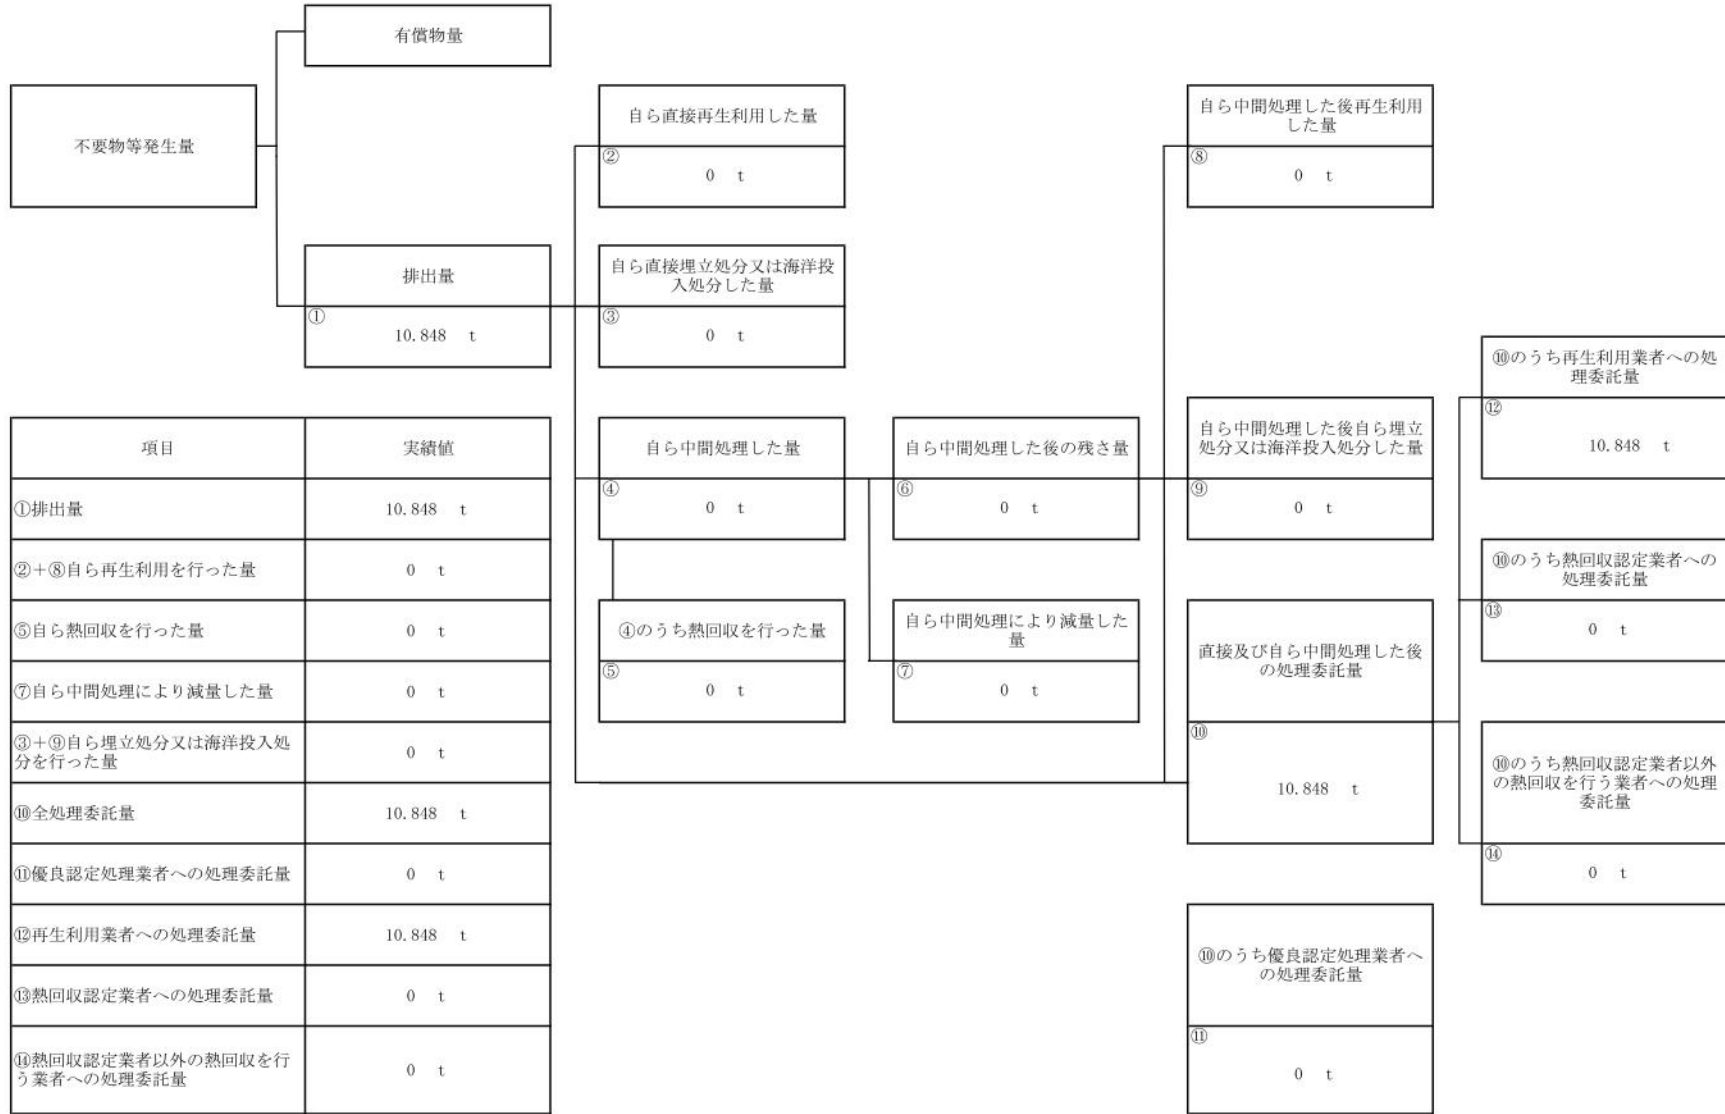 有償物量
不要物等発生量
自ら直接再生利用した量
②
0 t
自ら中間処理した後再生利用
した量
⑧
0 t
排出量
①
10.848 t
自ら直接埋立処分又は海洋投
入処分した量
③
0 t
項目
実績値
①排出量
10.848 t
②+⑧自ら再生利用を行った量
0 t
⑤自ら熱回収を行った量
0 t
⑦自ら中間処理により減量した量
0 t
③+⑨自ら埋立処分又は海洋投入処
分を行った量
0 t
⑩全処理委託量
10.848 t
⑪優良認定処理業者への処理委託量
0 t
⑫再生利用業者への処理委託量
10.848 t
⑬熱回収認定業者への処理委託量
0 t
⑭熱回収認定業者以外の熱回収を行
う業者への処理委託量
0 t
自ら中間処理した量
④
0 t
④のうち熱回収を行った量
⑤
0 t
自ら中間処理した後の残さ量
⑥
0 t
自ら中間処理により減量した
量
⑦
0 t
自ら中間処理した後自ら埋立
処分又は海洋投入処分した量
⑨
0 t
直接及び自ら中間処理した後
の処理委託量
⑩
10.848 t
⑩のうち優良認定処理業者へ
の処理委託量
⑪
0 t
⑩のうち再生利用業者への処
理委託量
⑫
10.848 t
⑩のうち熱回収認定業者への
処理委託量
⑬
0 t
⑩のうち熱回収認定業者以外
の熱回収を行う業者への処理
委託量
⑭
0 t